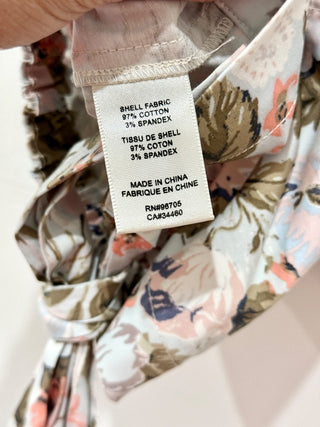 SHELL FABRIC
97% COTTON
3% SPANDEX
TISSU DE SHELL
97% COTON
3% SPANDEX
MADE IN CHINA
FABRIQUE EN CHINE
RN#96705
CA#34460